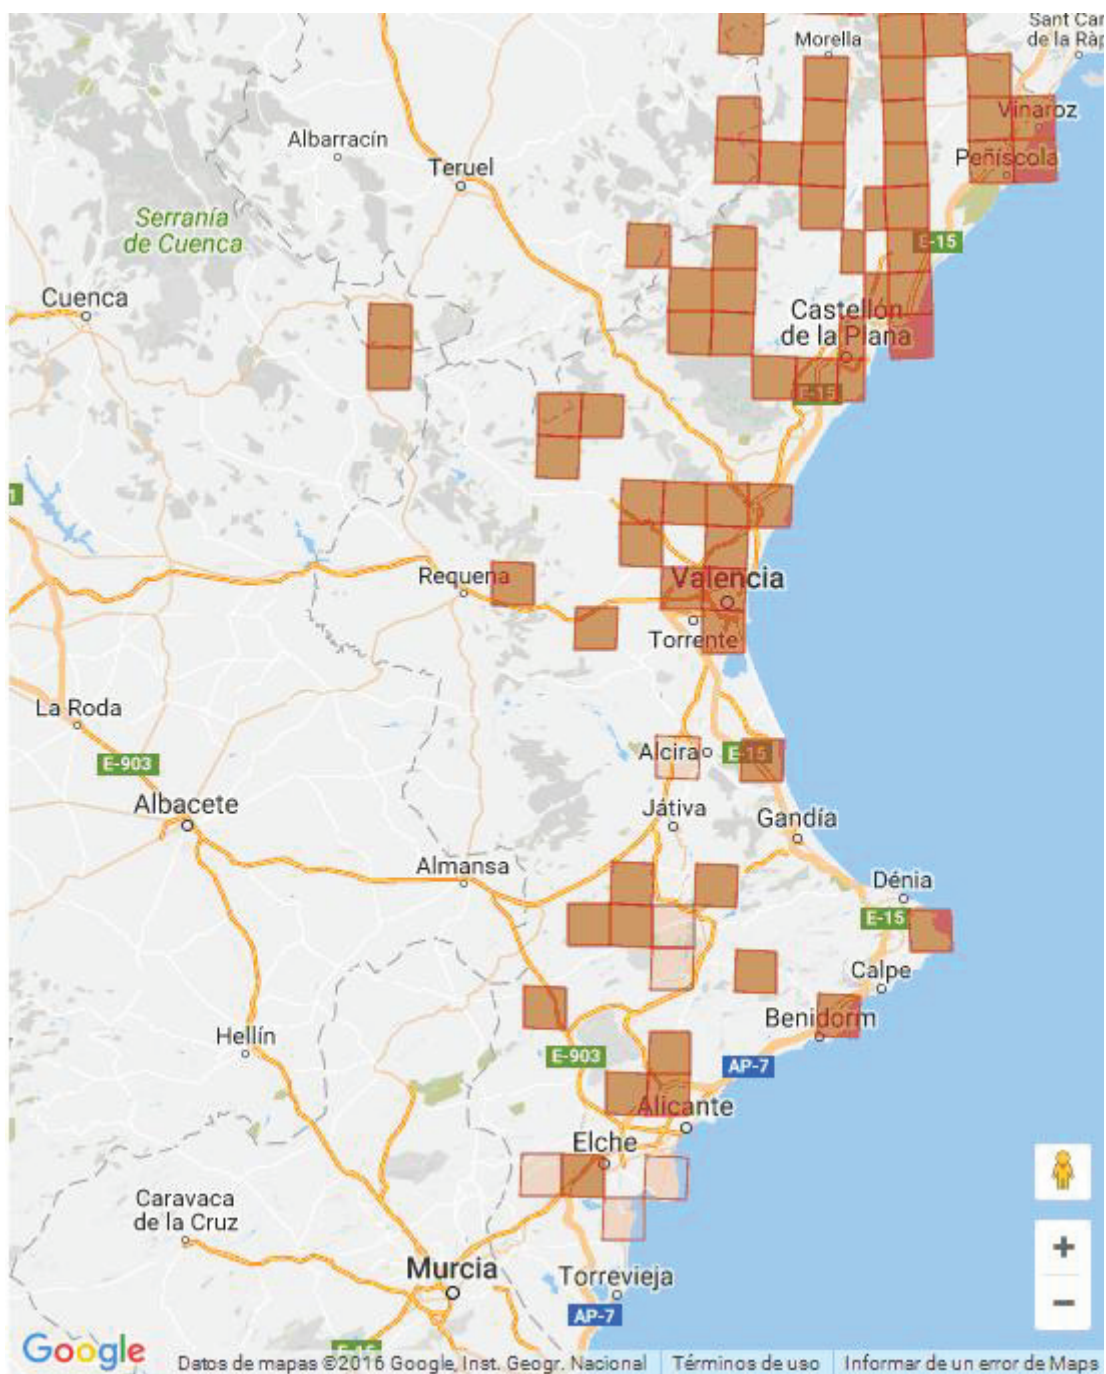 Sant Car
de la Ràp
Morella
Vinaroz
Albarracín
Peñíscola
Teruel
Serranía
de Cuenca
E-15
Cuenca
Castellón
de la Plana
E-15
1
Requena
Valencia
Torrente
La Roda
Alcira
E-15
E-903
Albacete
Játiva
Gandía
Almansa
Dénia
E-15
Calpe
Benidorm
Hellín
E-903
AP-7
Alicante
Elche
Caravaca
de la Cruz
Murcia
Torrevieja
AP-7
E-15
Google
Datos de mapas ©2016 Google, Inst. Geogr. Nacional
Términos de uso
Informar de un error de Maps